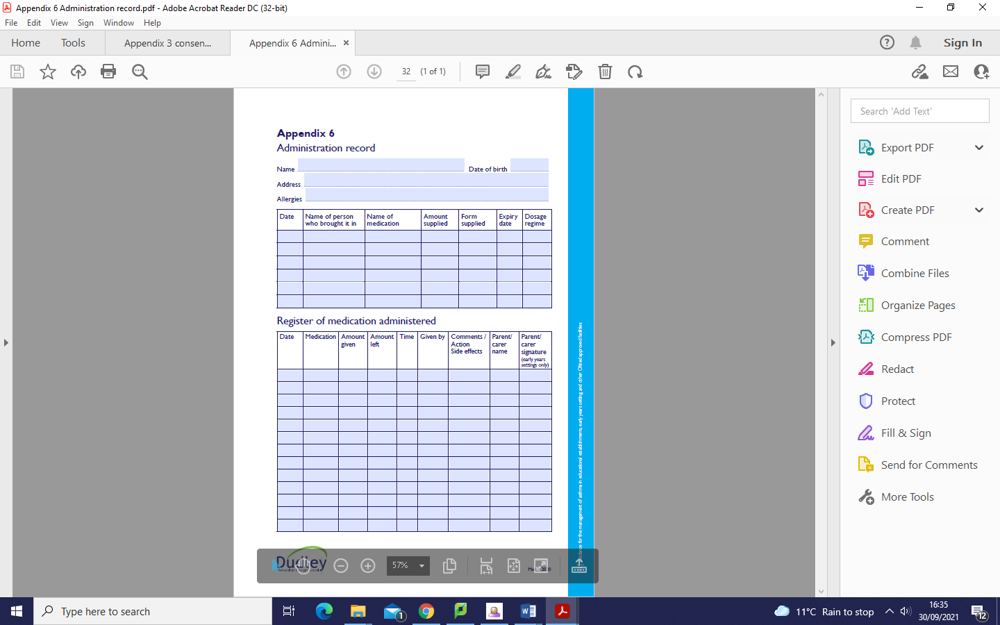 Appendix 6 Administration record.pdf - Adobe Acrobat Reader DC (32-bit)
File Edit View Sign Window Help
Home Tools Appendix 3 consen... Appendix 6 Admini... ×
Sign In
32 (1 of 1)
Appendix 6
Administration record
Name Date of birth
Address
Allergies
Date Name of person who brought it in Name of medication Amount supplied Form supplied Expiry date Dosage regime
Register of medication administered
Date Medication Amount given Amount left Time Given by Comments / Action Side effects Parent/ carer name Parent/ carer signature (early years settings only)
for the management of asthma in educational establishments, early years setting and other Ofsted approved facilities
Dudley
57%
Search 'Add Text'
Export PDF
Edit PDF
Create PDF
Comment
Combine Files
Organize Pages
Compress PDF
Redact
Protect
Fill & Sign
Send for Comments
More Tools
Type here to search
1
11°C Rain to stop
16:35
30/09/2021
12